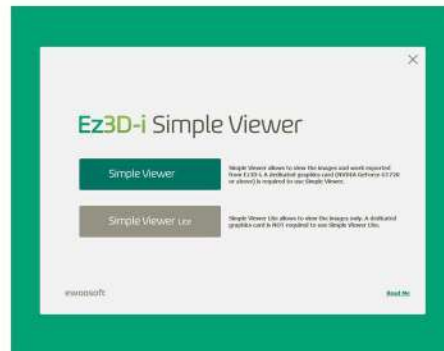 Ez3D-i Simple Viewer
Simple Viewer
Simple Viewer allows to view the images and work exported
from Ez3D-i. A dedicated graphics card (NVIDIA GeForce GT730
or above) is required to use Simple Viewer.
Simple Viewer Lite
Simple Viewer Lite allows to view the images only. A dedicated
graphics card is NOT required to use Simple Viewer Lite.
ewoosoft
Read Me